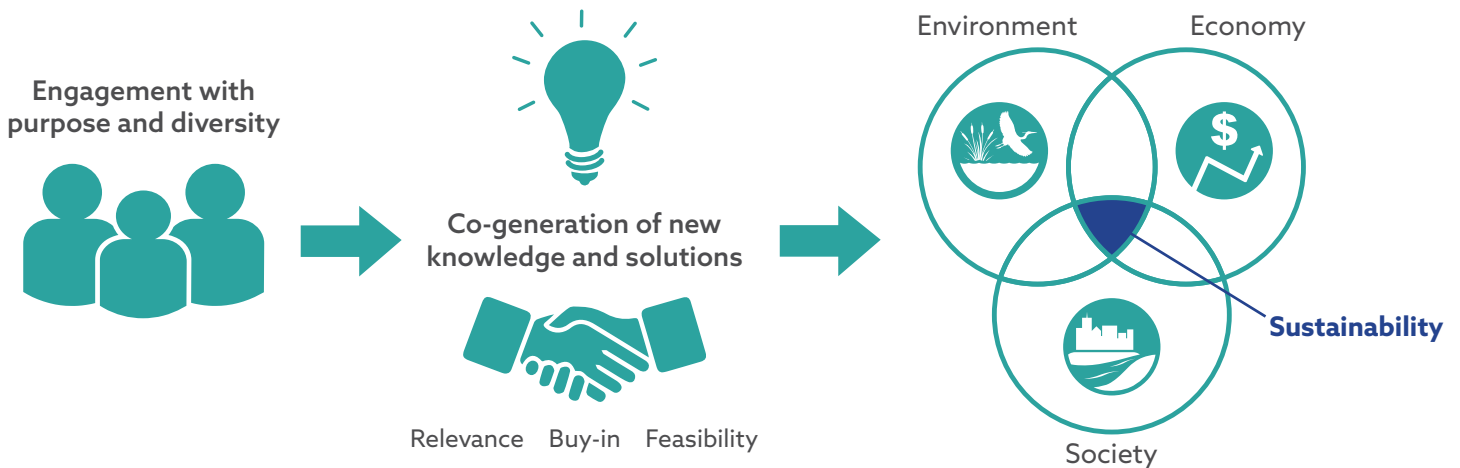 Engagement with
purpose and diversity
Co-generation of new
knowledge and solutions
Relevance Buy-in Feasibility
Environment
Economy
$
Sustainability
Society